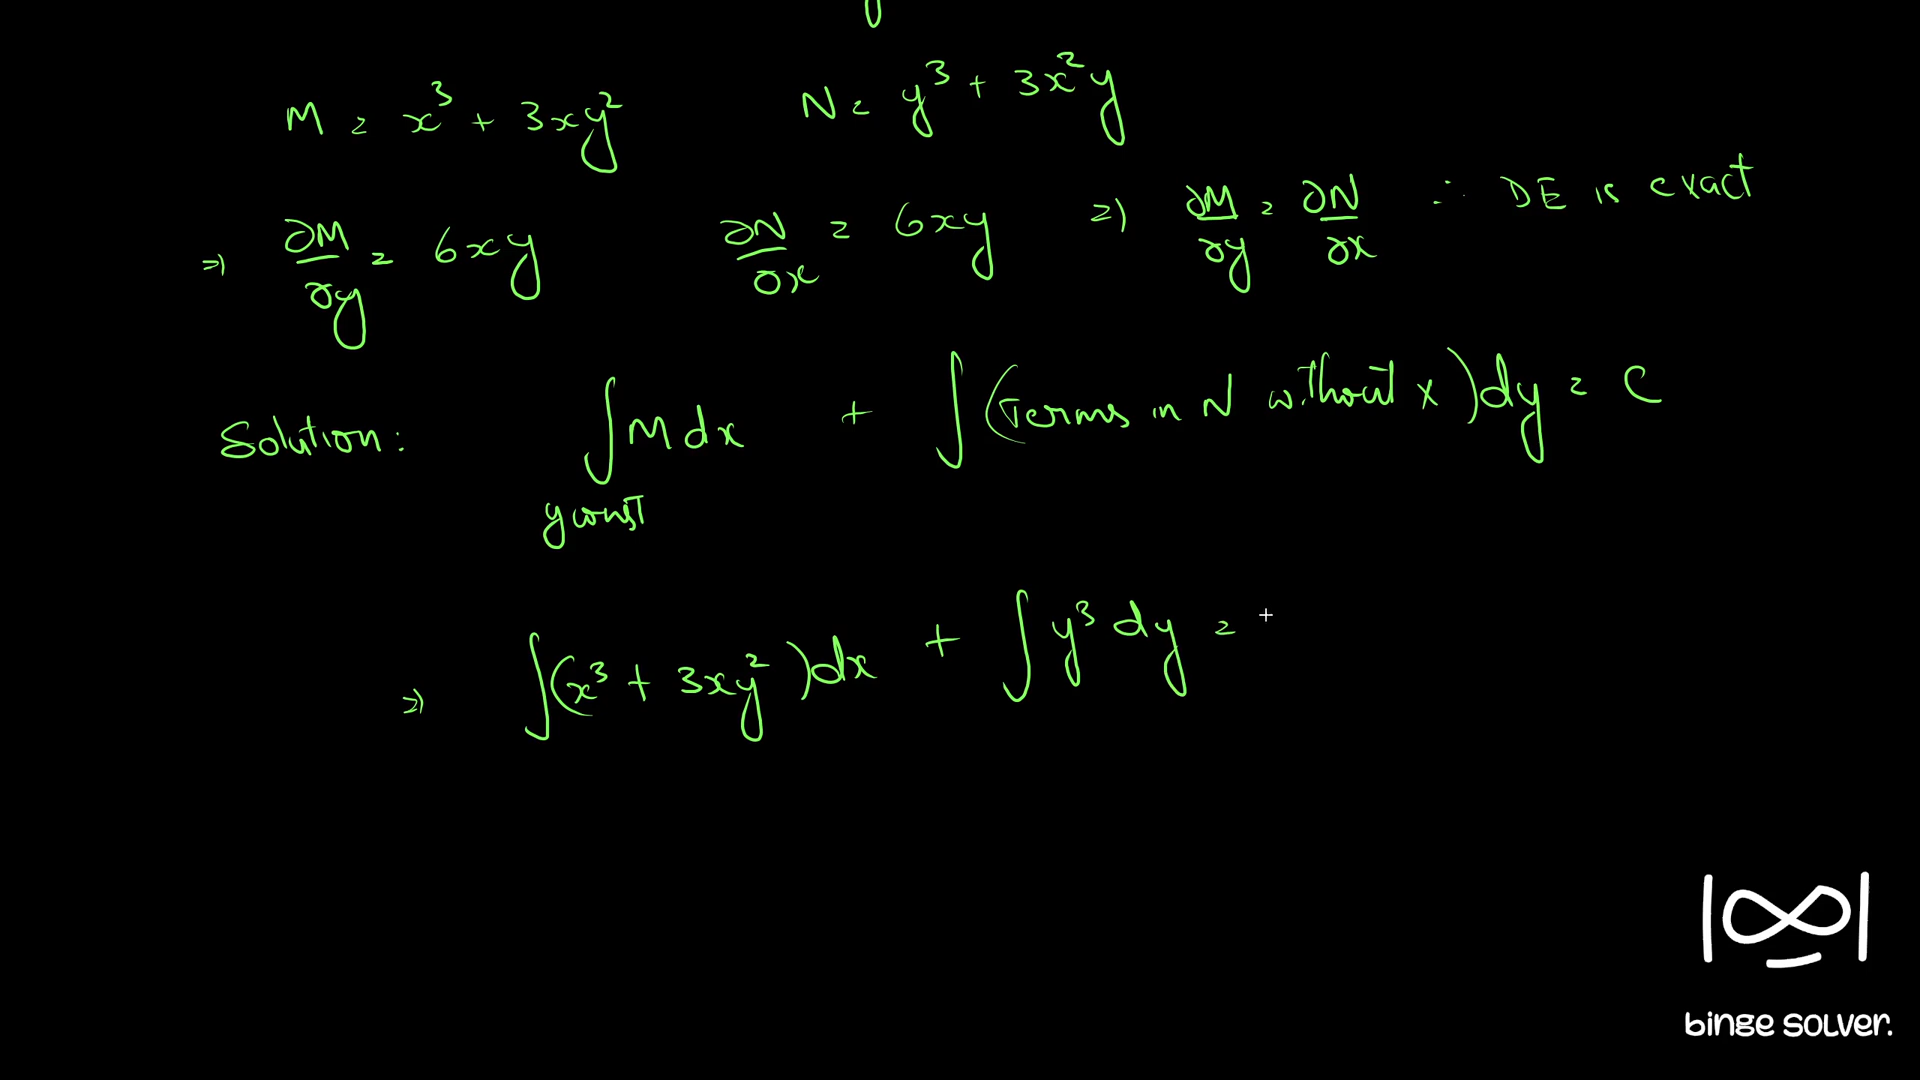 M = x³ + 3xy² N = y³ + 3x²y
⇒ ∂M/∂y = 6xy ∂N/∂x = 6xy ⇒ ∂M/∂y = ∂N/∂x ∴ DE is exact
Solution: ∫ M dx + ∫ (Terms in N without x) dy = C
y const
⇒ ∫(x³ + 3xy²)dx + ∫ y³ dy =
binge solver.